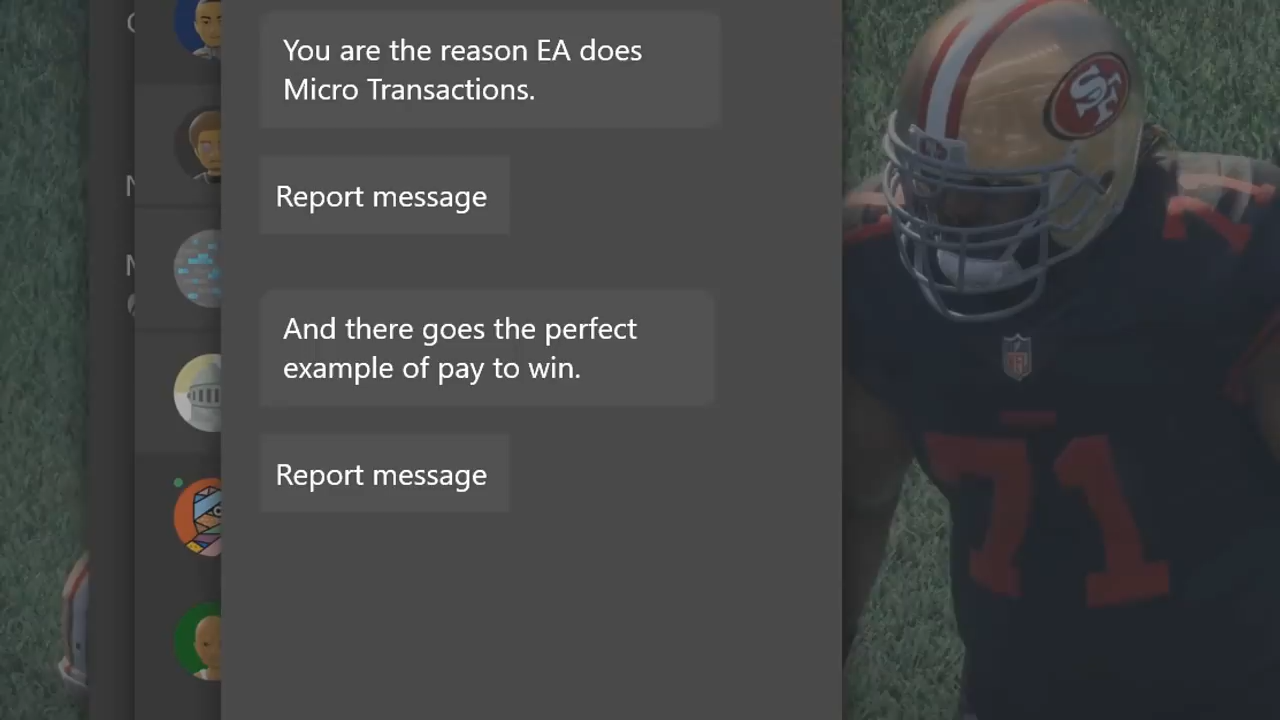 You are the reason EA does
Micro Transactions.
Report message
And there goes the perfect
example of pay to win.
Report message
SF
71